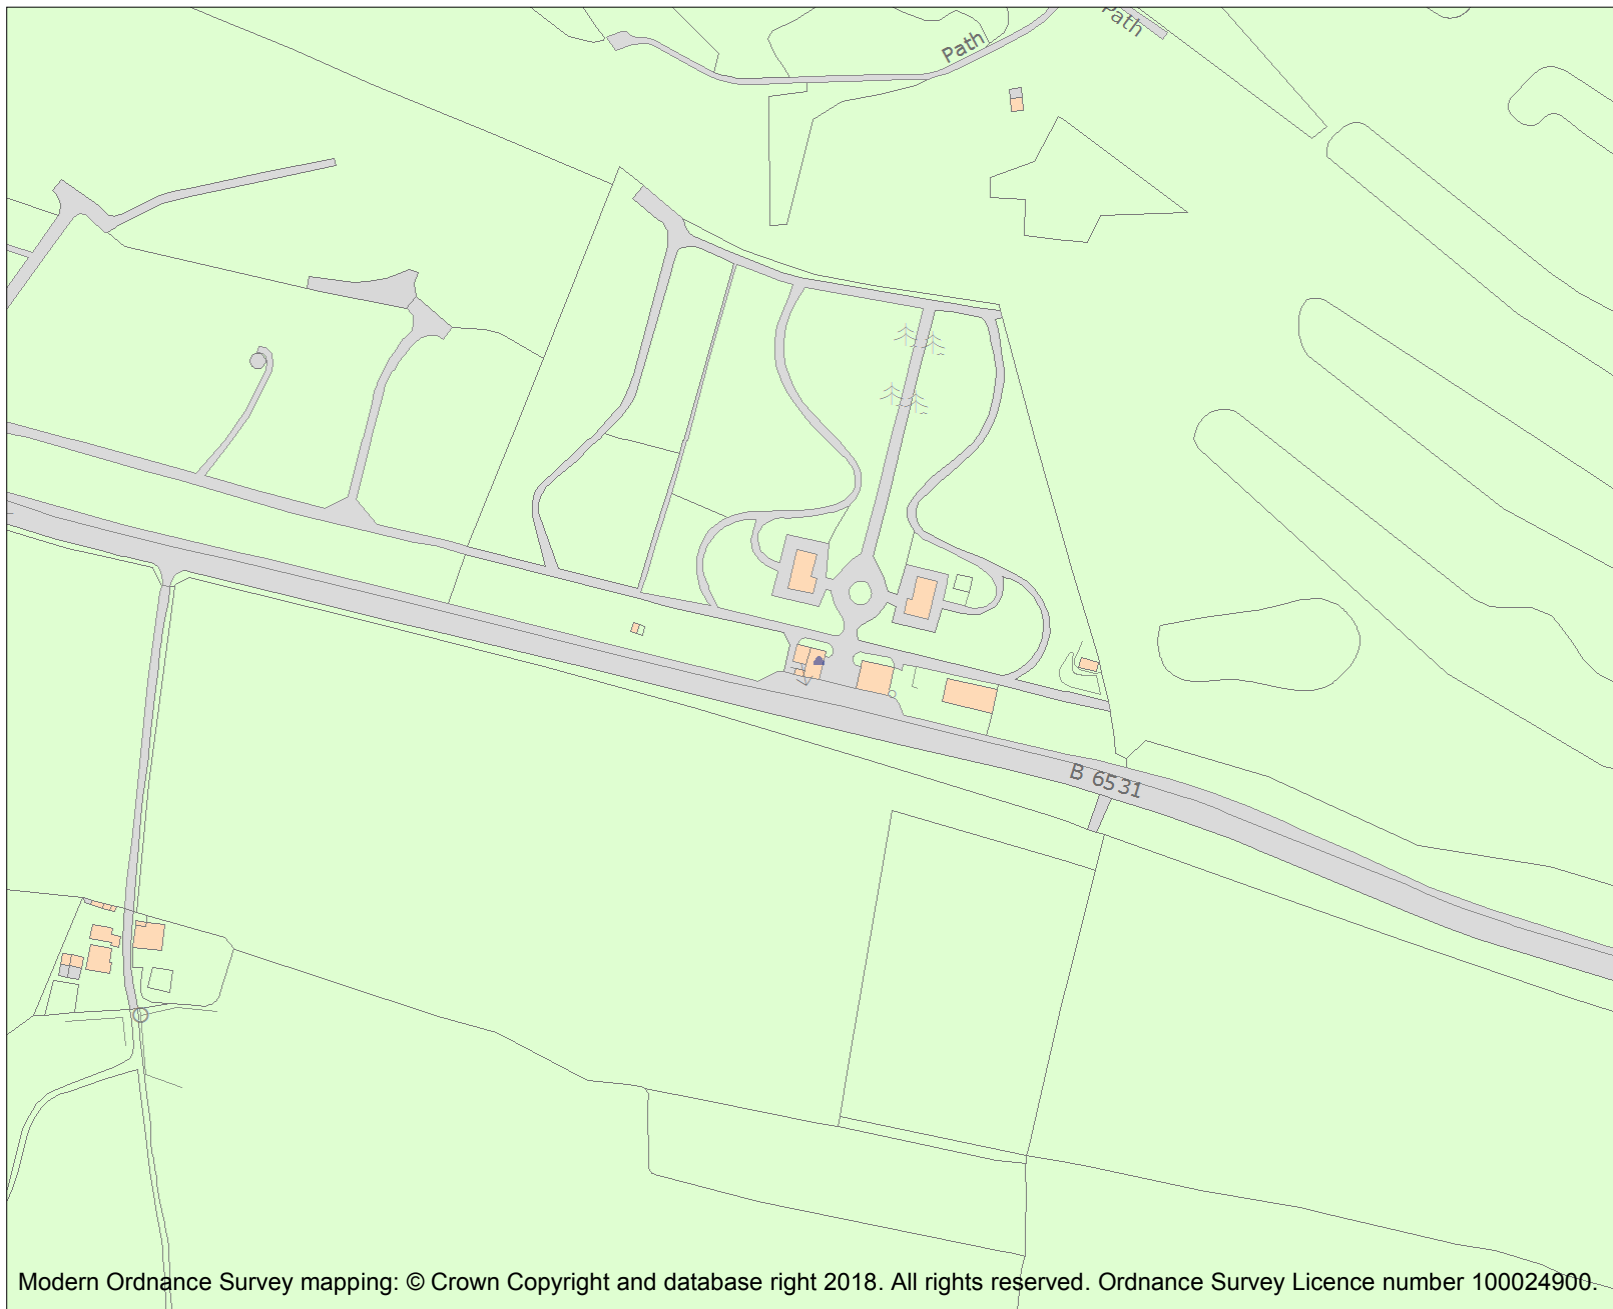 Path
Path
B 6531
Modern Ordnance Survey mapping: © Crown Copyright and database right 2018. All rights reserved. Ordnance Survey Licence number 100024900.